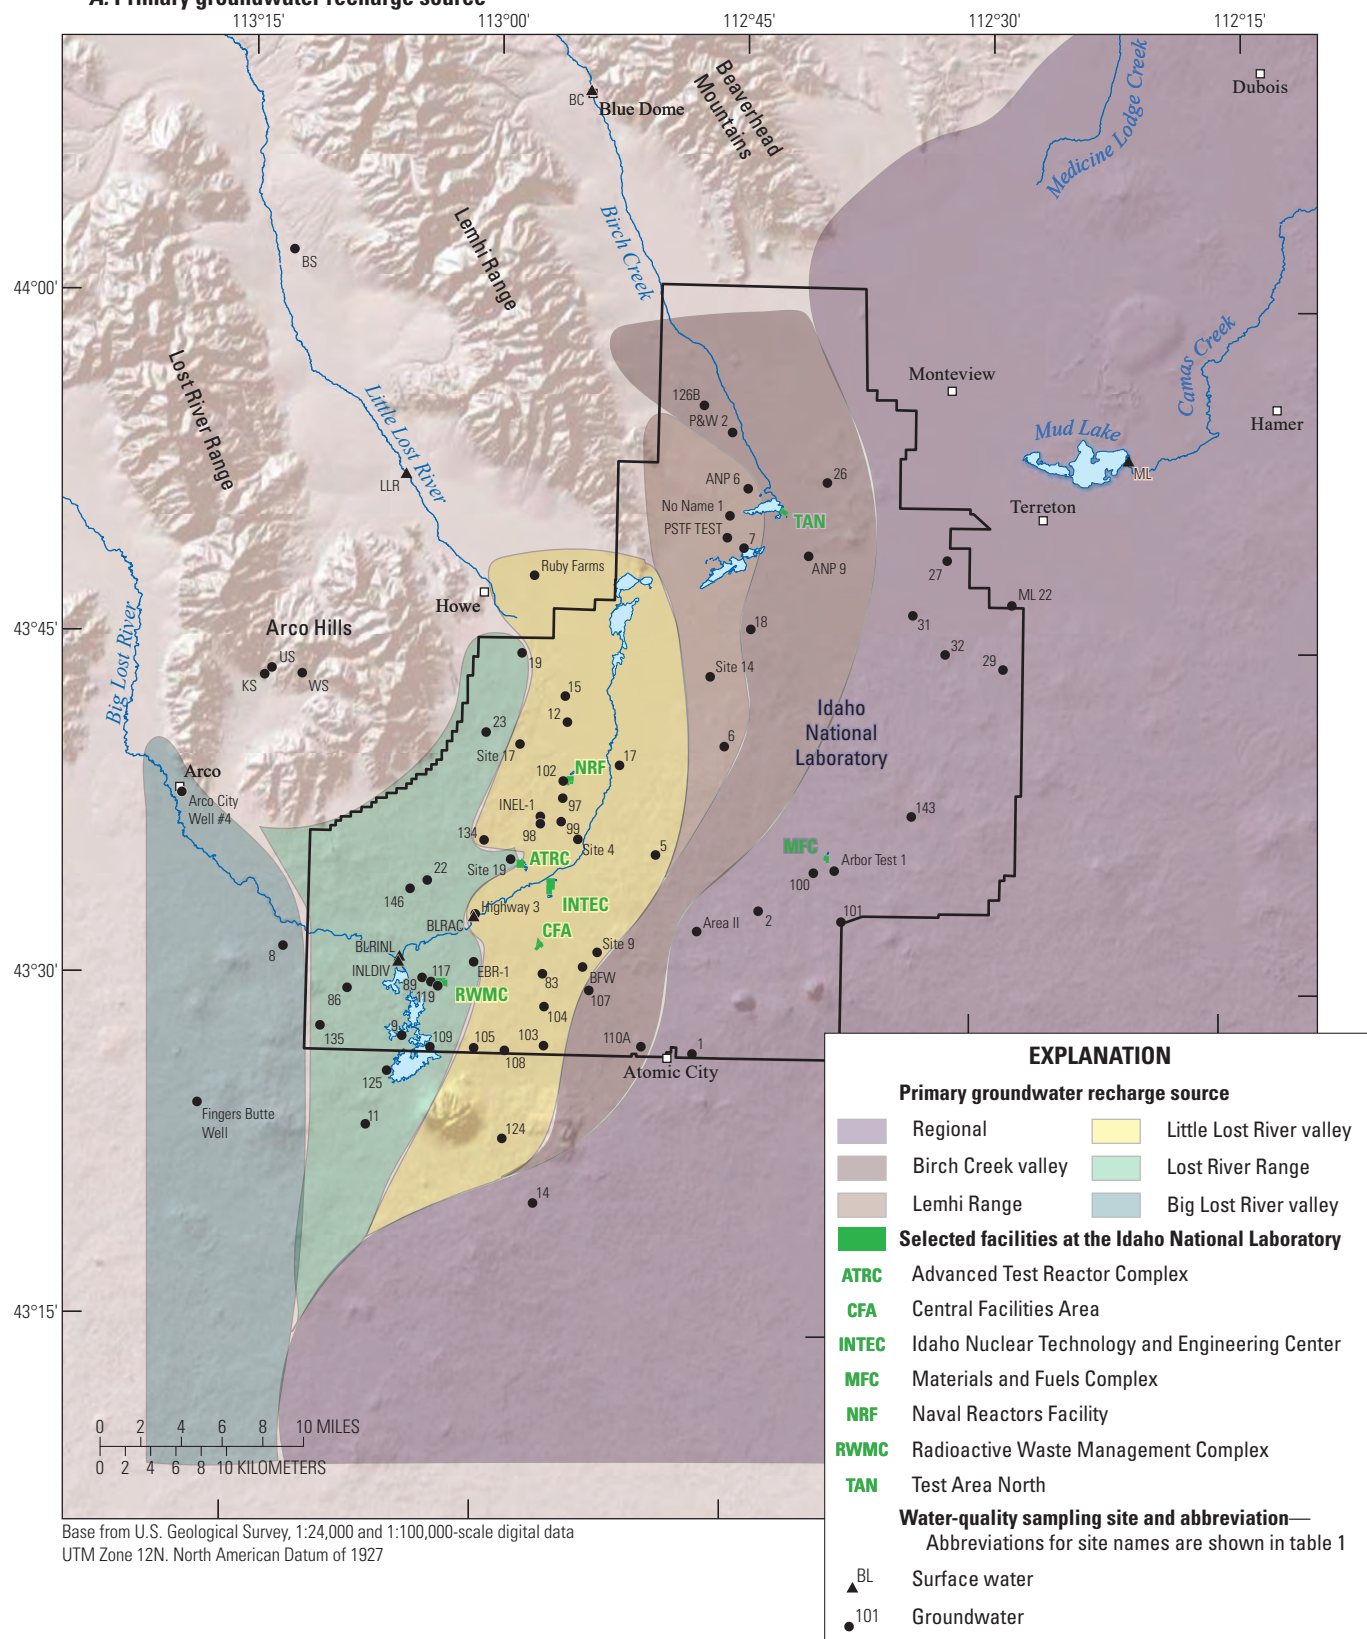 A. Primary groundwater recharge source
113°15'
113°00'
112°45'
112°30'
112°15'
Dubois
Medicine Lodge Creek
Beaverhead
Mountains
BC
Blue Dome
Birch Creek
Lemhi Range
BS
44°00'
Lost River Range
Little Lost River
LLR
Monteview
Camas Creek
Hamer
Mud Lake
ML
Terreton
126B
P&W 2
ANP 6
26
No Name 1
TAN
PSTF TEST
7
ANP 9
27
ML 22
Ruby Farms
Howe
43°45'
Big Lost River
Arco Hills
US
KS
WS
19
18
31
32
29
Site 14
15
12
23
Site 17
6
Idaho
National
Laboratory
17
102
NRF
Arco
Arco City
Well #4
INEL-1
97
98
99
143
134
Site 4
Site 19
ATRC
5
MFC
Arbor Test 1
100
22
146
INTEC
Highway 3
BLRAC
CFA
2
Area II
101
8
BLRINL
INLDIV
Site 9
43°30'
EBR-1
BFW
117
89
119
RWMC
83
107
86
104
135
9
109
105
103
108
110A
1
Atomic City
125
Fingers Butte
Well
11
124
14
43°15'
0 2 4 6 8 10 MILES
0 2 4 6 8 10 KILOMETERS
Base from U.S. Geological Survey, 1:24,000 and 1:100,000-scale digital data
UTM Zone 12N. North American Datum of 1927
EXPLANATION
Primary groundwater recharge source
Regional
Birch Creek valley
Lemhi Range
Little Lost River valley
Lost River Range
Big Lost River valley
Selected facilities at the Idaho National Laboratory
ATRC Advanced Test Reactor Complex
CFA Central Facilities Area
INTEC Idaho Nuclear Technology and Engineering Center
MFC Materials and Fuels Complex
NRF Naval Reactors Facility
RWMC Radioactive Waste Management Complex
TAN Test Area North
Water-quality sampling site and abbreviation—
Abbreviations for site names are shown in table 1
BL Surface water
101 Groundwater